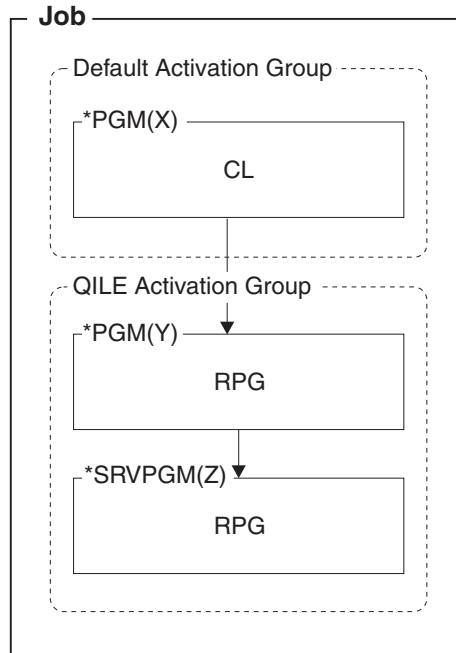 Job
Default Activation Group
*PGM(X)
CL
QILE Activation Group
*PGM(Y)
RPG
*SRVPGM(Z)
RPG